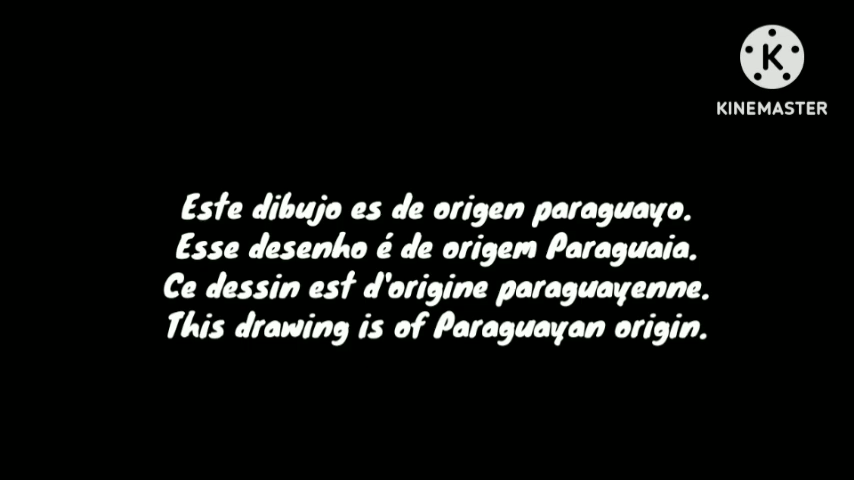 KINEMASTER
Este dibujo es de origen paraguayo.
Esse desenho é de origem Paraguaia.
Ce dessin est d'origine paraguayenne.
This drawing is of Paraguayan origin.